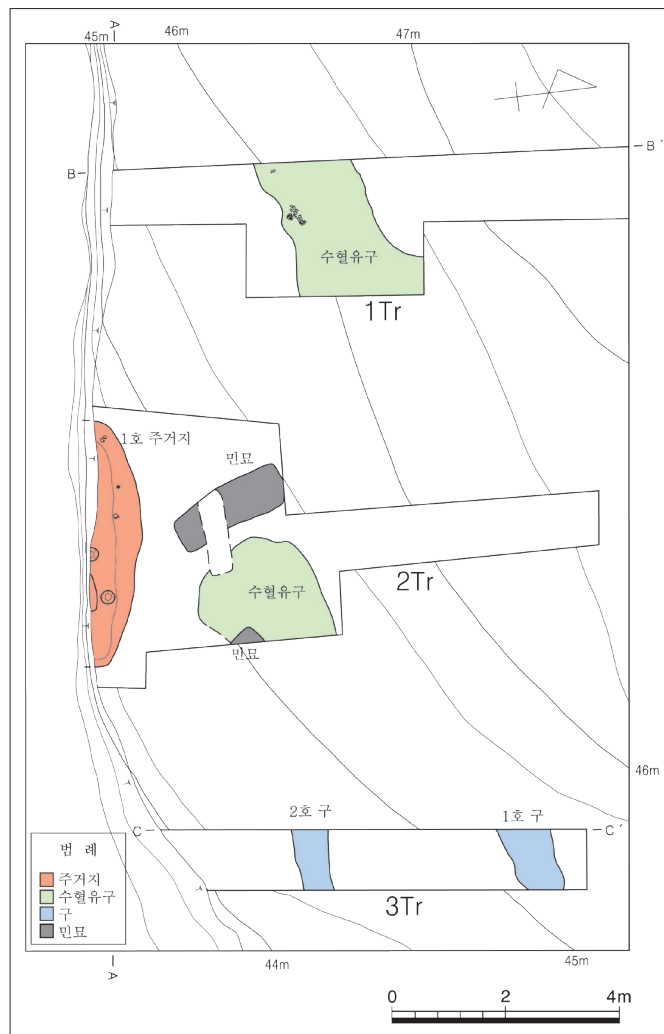 A
45m
46m
47m
B
B´
수혈유구
1Tr
1호 주거지
민묘
수혈유구
2Tr
민묘
46m
2호 구
1호 구
C
C´
3Tr
범 례
주거지
수혈유구
구
민묘
A
44m
45m
0 2 4m